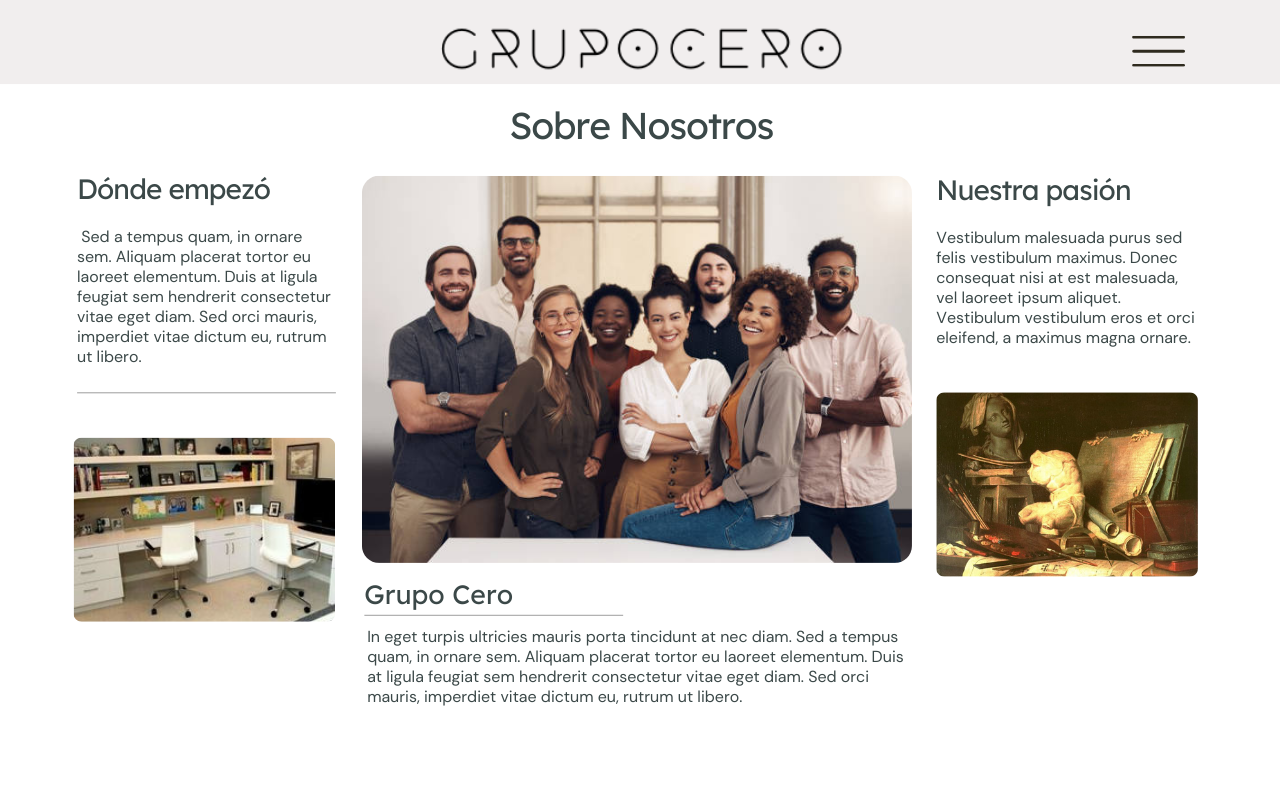 GRUPOCERO
Sobre Nosotros
Dónde empezó
Sed a tempus quam, in ornare
sem. Aliquam placerat tortor eu
laoreet elementum. Duis at ligula
feugiat sem hendrerit consectetur
vitae eget diam. Sed orci mauris,
imperdiet vitae dictum eu, rutrum
ut libero.
Grupo Cero
In eget turpis ultricies mauris porta tincidunt at nec diam. Sed a tempus
quam, in ornare sem. Aliquam placerat tortor eu laoreet elementum. Duis
at ligula feugiat sem hendrerit consectetur vitae eget diam. Sed orci
mauris, imperdiet vitae dictum eu, rutrum ut libero.
Nuestra pasión
Vestibulum malesuada purus sed
felis vestibulum maximus. Donec
consequat nisi at est malesuada,
vel laoreet ipsum aliquet.
Vestibulum vestibulum eros et orci
eleifend, a maximus magna ornare.